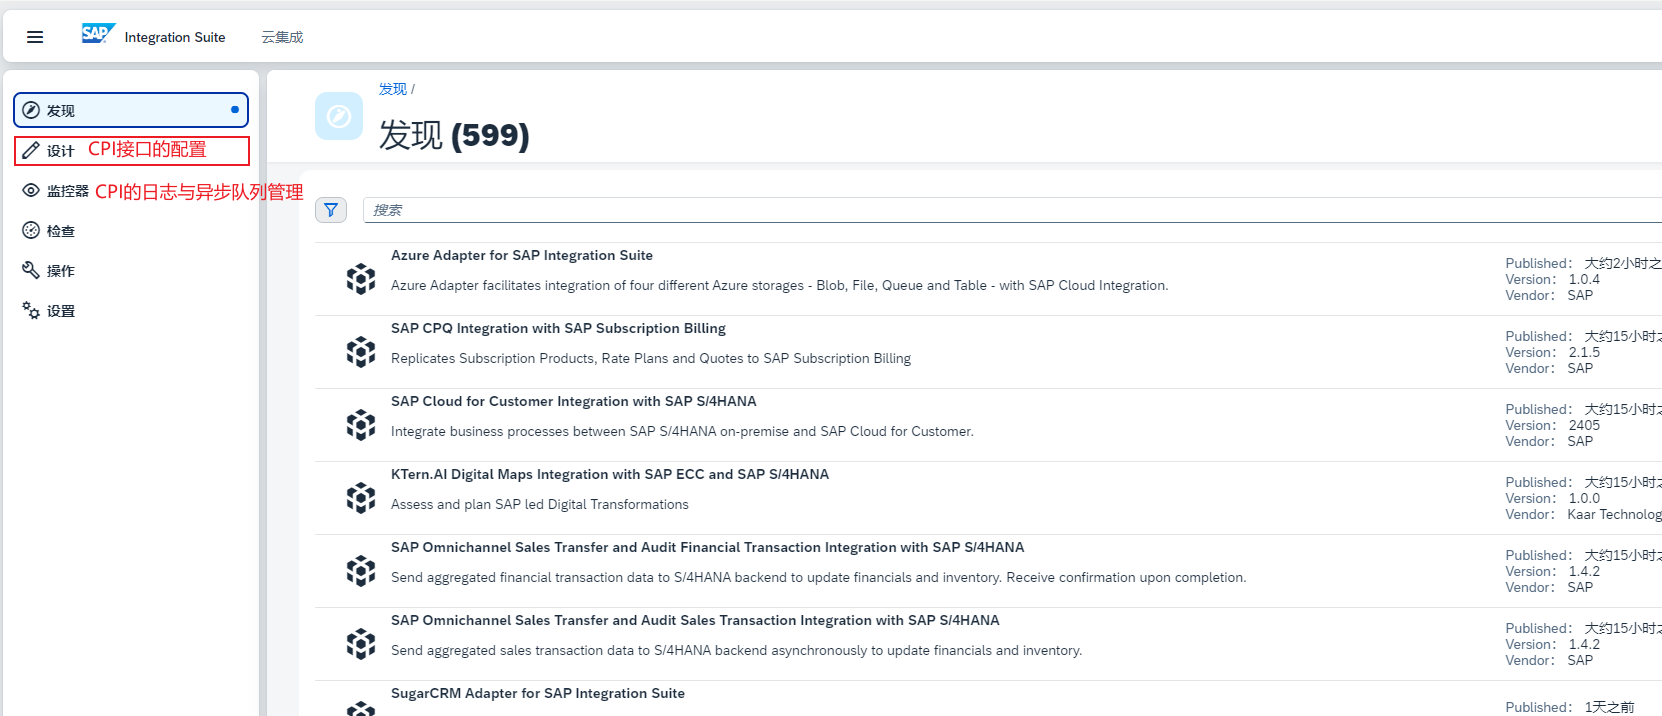 SAP Integration Suite 云集成
发现
设计 CPI接口的配置
监控器 CPI的日志与异步队列管理
检查
操作
设置
发现 /
发现 (599)
搜索
Azure Adapter for SAP Integration Suite
Azure Adapter facilitates integration of four different Azure storages - Blob, File, Queue and Table - with SAP Cloud Integration.
Published: 大约2小时之
Version: 1.0.4
Vendor: SAP
SAP CPQ Integration with SAP Subscription Billing
Replicates Subscription Products, Rate Plans and Quotes to SAP Subscription Billing
Published: 大约15小时之
Version: 2.1.5
Vendor: SAP
SAP Cloud for Customer Integration with SAP S/4HANA
Integrate business processes between SAP S/4HANA on-premise and SAP Cloud for Customer.
Published: 大约15小时之
Version: 2405
Vendor: SAP
KTern.AI Digital Maps Integration with SAP ECC and SAP S/4HANA
Assess and plan SAP led Digital Transformations
Published: 大约15小时之
Version: 1.0.0
Vendor: Kaar Technolog
SAP Omnichannel Sales Transfer and Audit Financial Transaction Integration with SAP S/4HANA
Send aggregated financial transaction data to S/4HANA backend to update financials and inventory. Receive confirmation upon completion.
Published: 大约15小时之
Version: 1.4.2
Vendor: SAP
SAP Omnichannel Sales Transfer and Audit Sales Transaction Integration with SAP S/4HANA
Send aggregated sales transaction data to S/4HANA backend asynchronously to update financials and inventory.
Published: 大约15小时之
Version: 1.4.2
Vendor: SAP
SugarCRM Adapter for SAP Integration Suite
Published: 1天之前